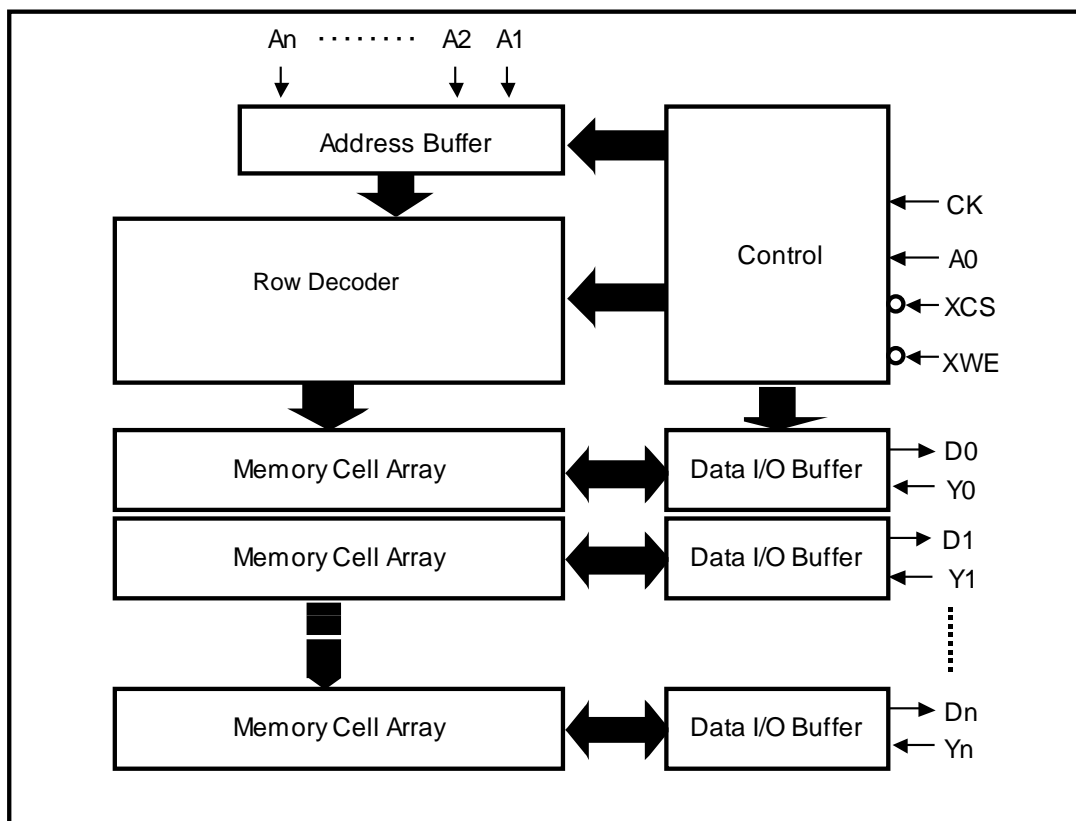 An ········ A2 A1
Address Buffer
Control
CK
A0
XCS
XWE
Row Decoder
Memory Cell Array
Data I/O Buffer
D0
Y0
Memory Cell Array
Data I/O Buffer
D1
Y1
Memory Cell Array
Data I/O Buffer
Dn
Yn